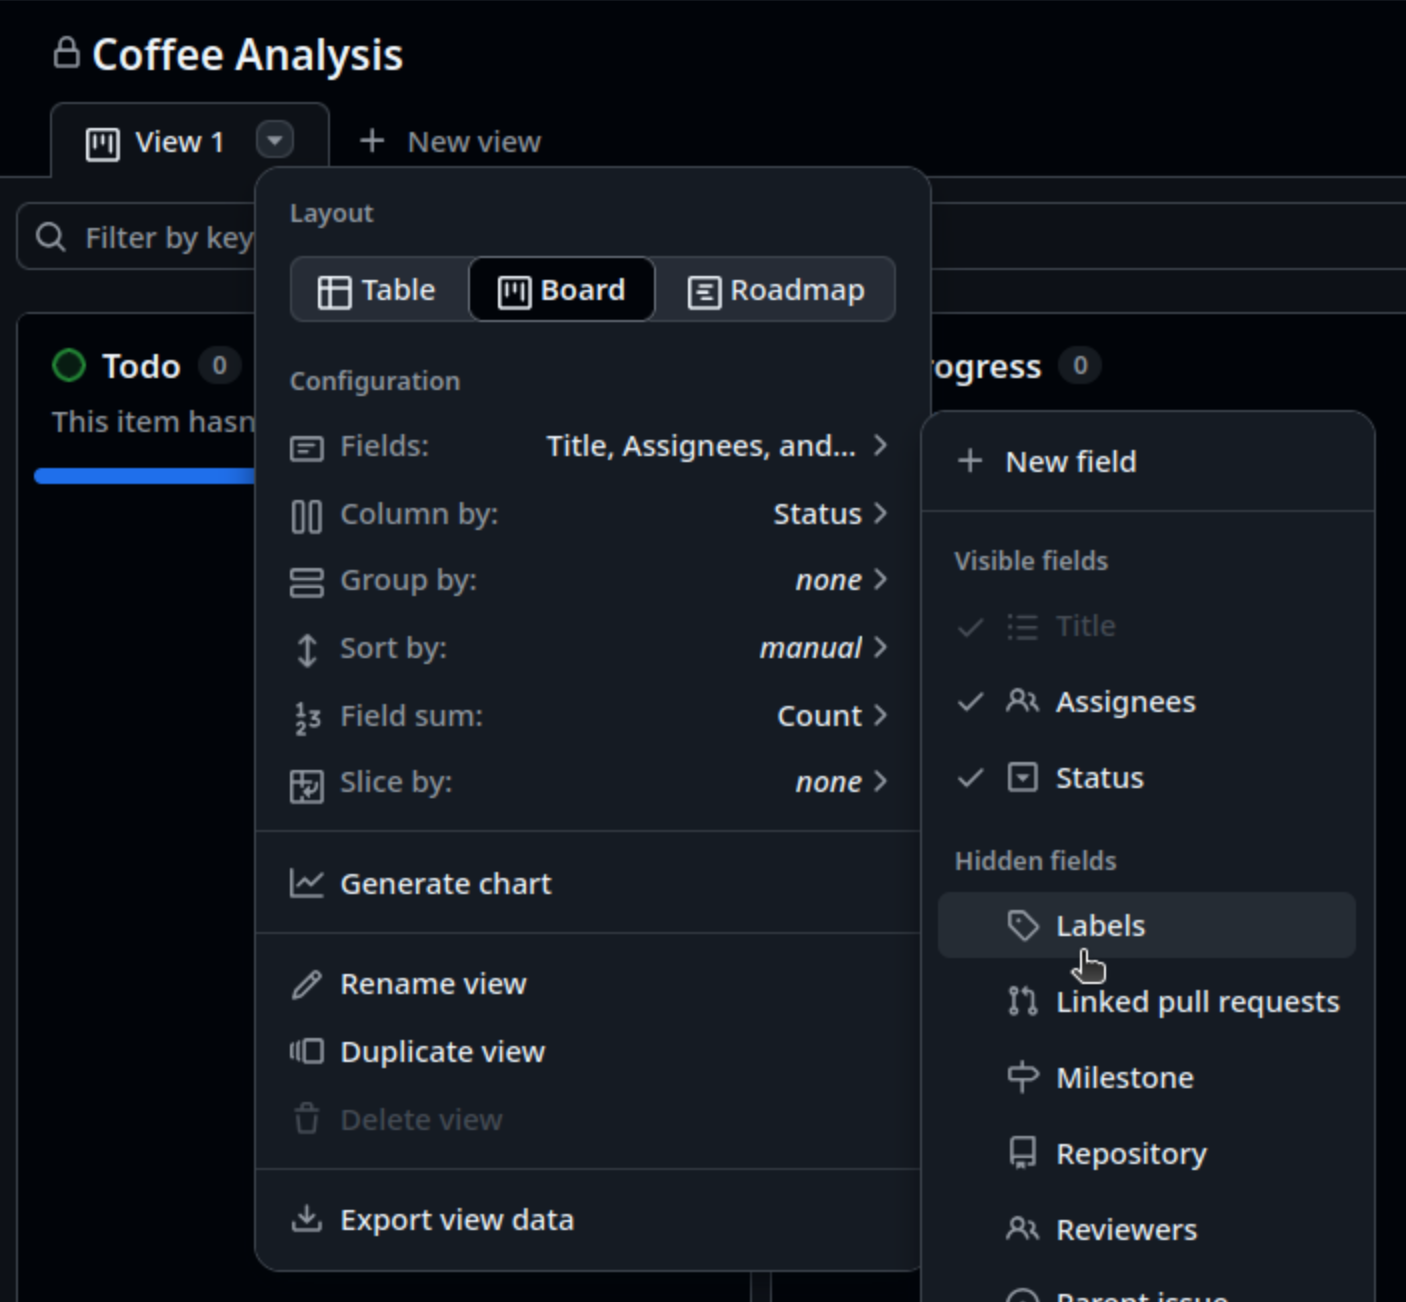 Coffee Analysis
View 1
New view
Filter by key
Layout
Table
Board
Roadmap
Todo 0
ogress 0
This item hasn
Configuration
Fields: Title, Assignees, and...
Column by: Status
Group by: none
Sort by: manual
Field sum: Count
Slice by: none
Generate chart
Rename view
Duplicate view
Delete view
Export view data
New field
Visible fields
Title
Assignees
Status
Hidden fields
Labels
Linked pull requests
Milestone
Repository
Reviewers
Parent issue